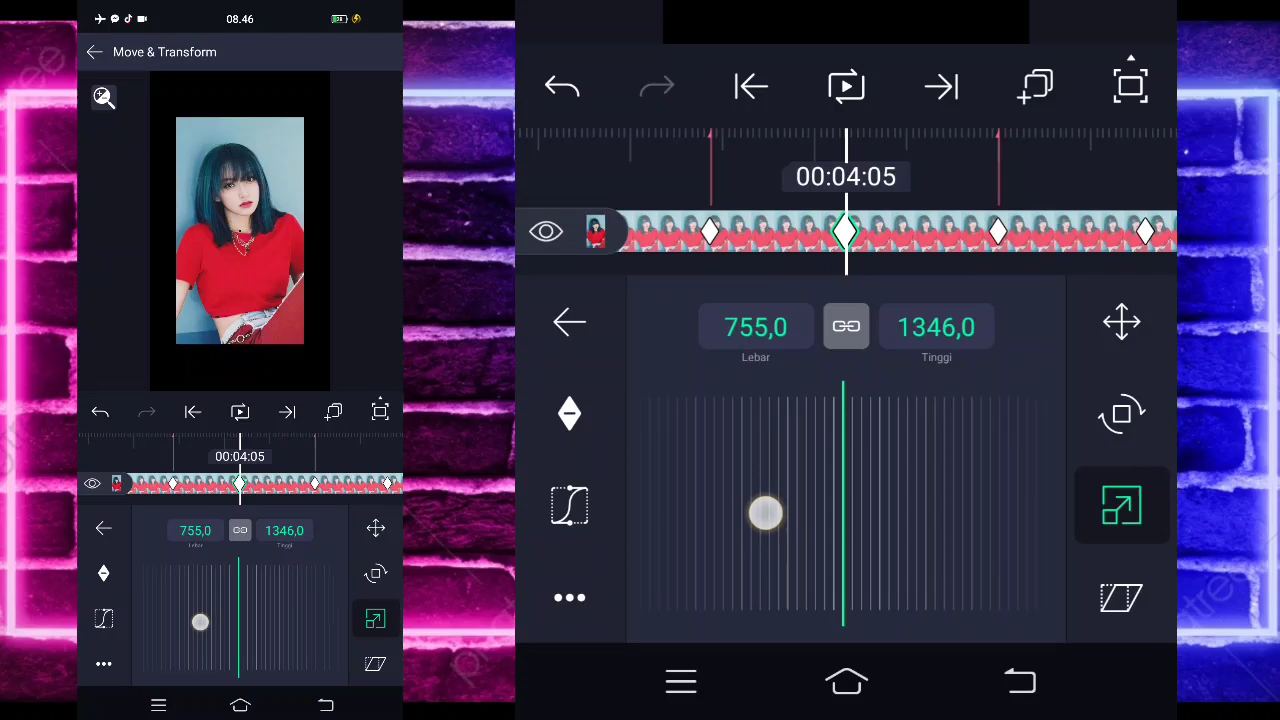 08.46
Move & Transform
00:04:05
755,0
1346,0
Lebar
Tinggi
00:04:05
755,0
1346,0
Lebar
Tinggi